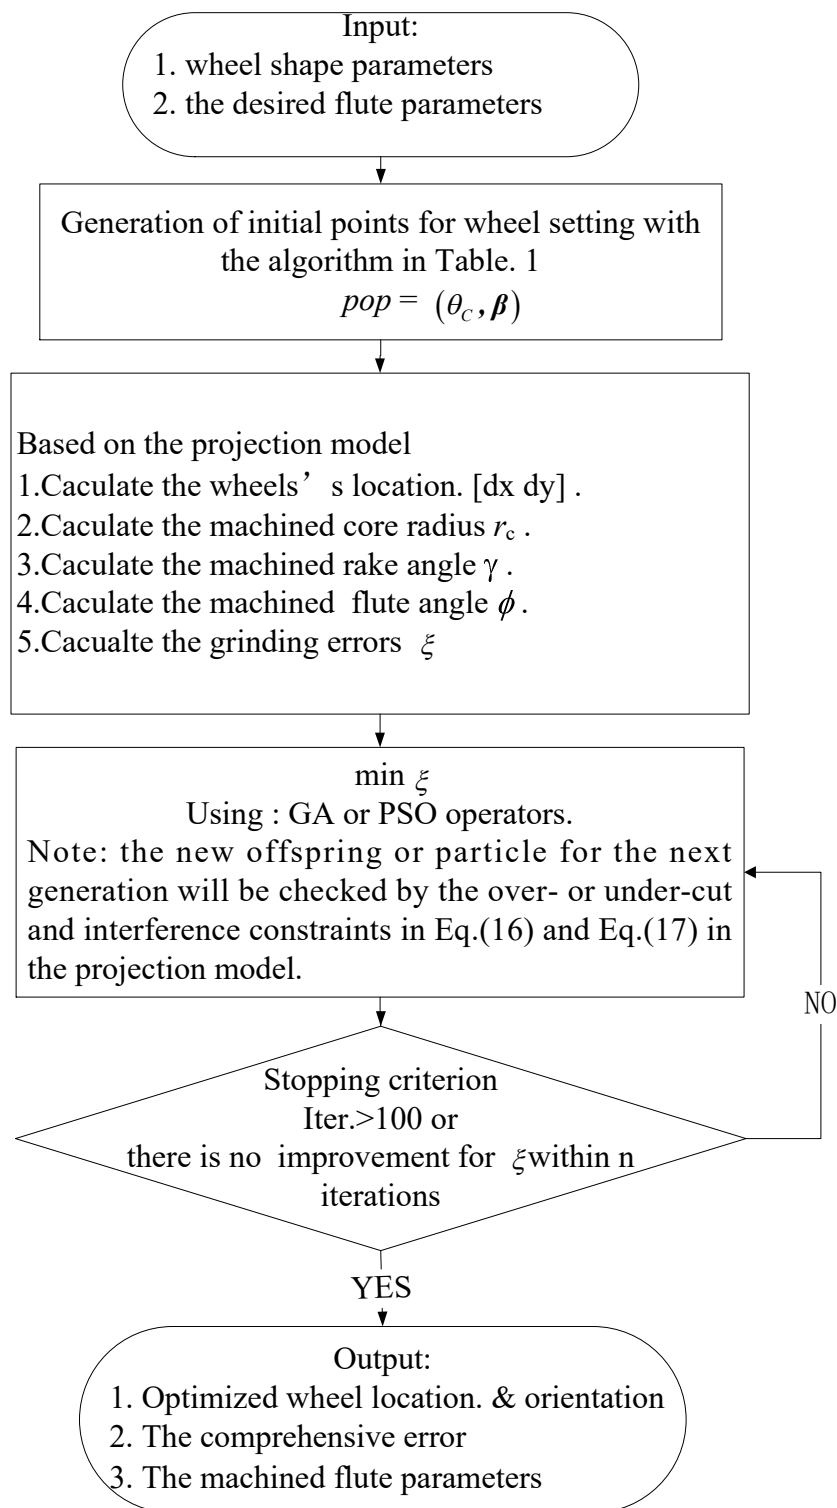 Input:
1. wheel shape parameters
2. the desired flute parameters
Generation of initial points for wheel setting with
the algorithm in Table. 1
pop = (θC, β)
Based on the projection model
1.Caculate the wheels’ s location. [dx dy] .
2.Caculate the machined core radius rc .
3.Caculate the machined rake angle γ .
4.Caculate the machined flute angle ϕ .
5.Cacualte the grinding errors ξ
min ξ
Using : GA or PSO operators.
Note: the new offspring or particle for the next
generation will be checked by the over- or under-cut
and interference constraints in Eq.(16) and Eq.(17) in
the projection model.
NO
Stopping criterion
Iter.>100 or
there is no improvement for ξwithin n
iterations
YES
Output:
1. Optimized wheel location. & orientation
2. The comprehensive error
3. The machined flute parameters